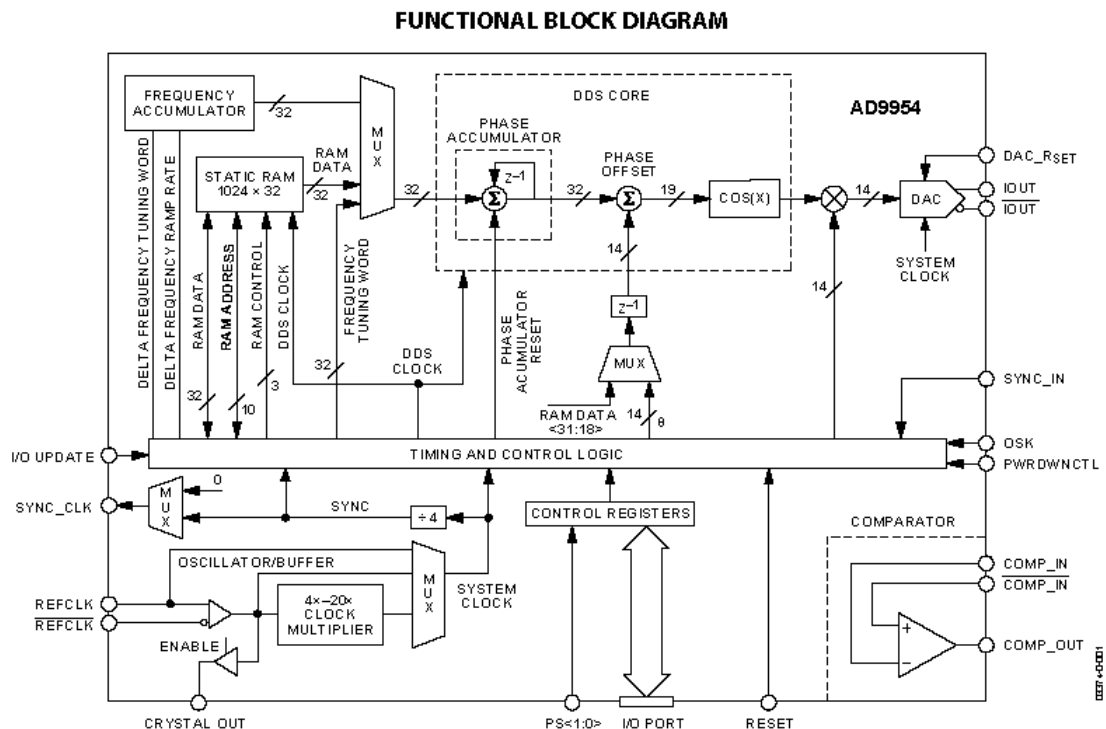 FUNCTIONAL BLOCK DIAGRAM
AD9954
DDS CORE
FREQUENCY
ACCUMULATOR
32
MUX
PHASE
ACCUMULATOR
STATIC RAM
1024 × 32
RAM
DATA
32
32
z–1
Σ
32
PHASE
OFFSET
Σ
19
COS(X)
14
DAC
DAC_RSET
IOUT
IOUT
SYSTEM
CLOCK
DELTA FREQUENCY TUNING WORD
DELTA FREQUENCY RAMP RATE
RAM DATA
32
RAM ADDRESS
10
RAM CONTROL
3
DDS CLOCK
FREQUENCY
TUNING WORD
32
DDS
CLOCK
PHASE
ACUMULATOR
RESET
14
z–1
MUX
RAM DATA
<31:18>
14
θ
14
SYNC_IN
OSK
PWRDWNCTL
I/O UPDATE
TIMING AND CONTROL LOGIC
SYNC_CLK
MUX
0
SYNC
÷ 4
CONTROL REGISTERS
OSCILLATOR/BUFFER
REFCLK
REFCLK
4×–20×
CLOCK
MULTIPLIER
MUX
SYSTEM
CLOCK
ENABLE
CRYSTAL OUT
PS<1:0>
I/O PORT
RESET
COMPARATOR
COMP_IN
COMP_IN
+
–
COMP_OUT